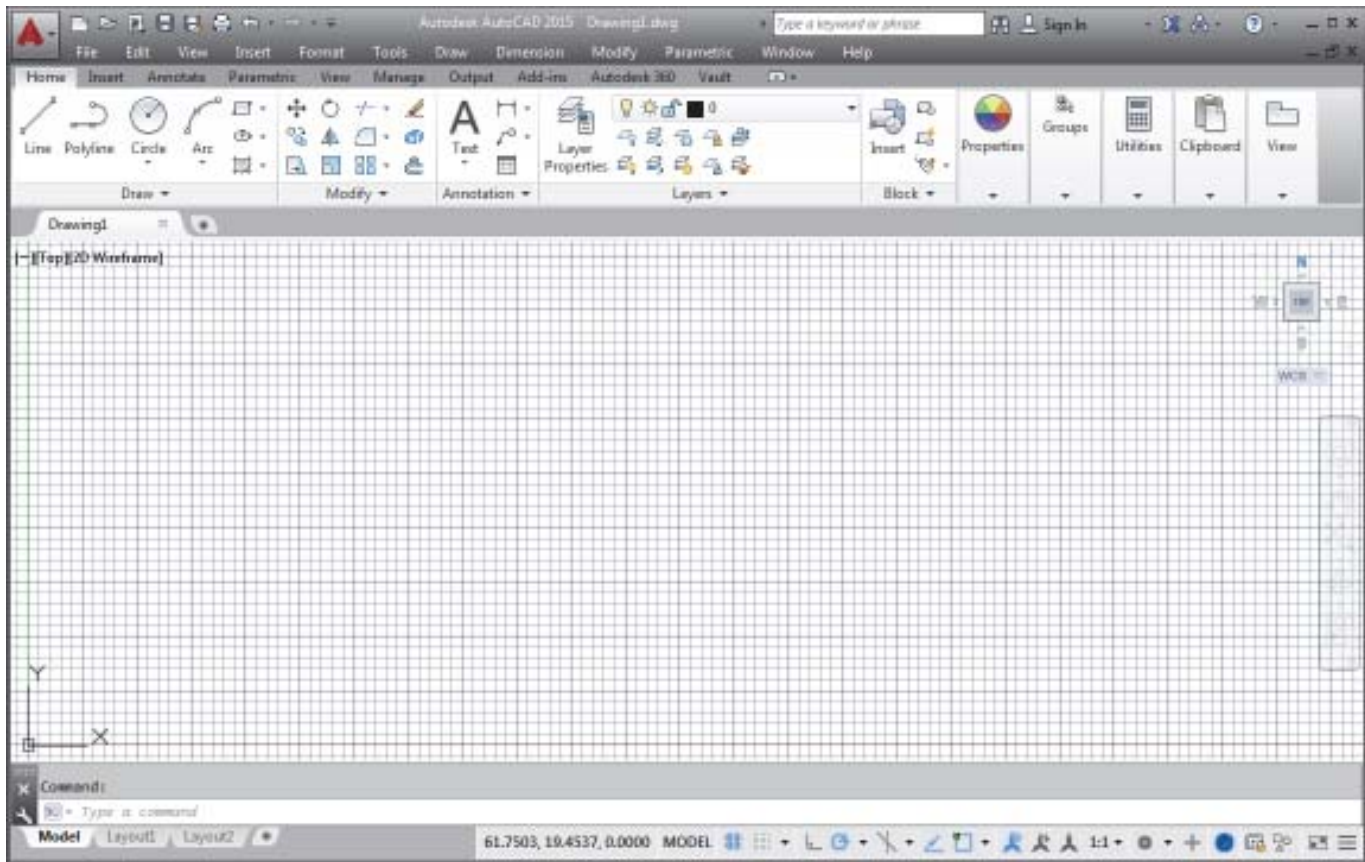 Autodesk AutoCAD 2015 Drawing1.dwg Type a keyword or phrase Sign In
File Edit View Insert Format Tools Draw Dimension Modify Parametric Window Help
Home Insert Annotate Parametric View Manage Output Add-ins Autodesk 360 Vault
0
Line Polyline Circle Arc Text Layer Properties Insert Properties Groups Utilities Clipboard View
Draw Modify Annotation Layers Block
Drawing1
[−][Top][2D Wireframe]
N
W TOP E
S
WCS
Y
X
Command:
Type a command
Model Layout1 Layout2 61.7503, 19.4537, 0.0000 MODEL 1:1